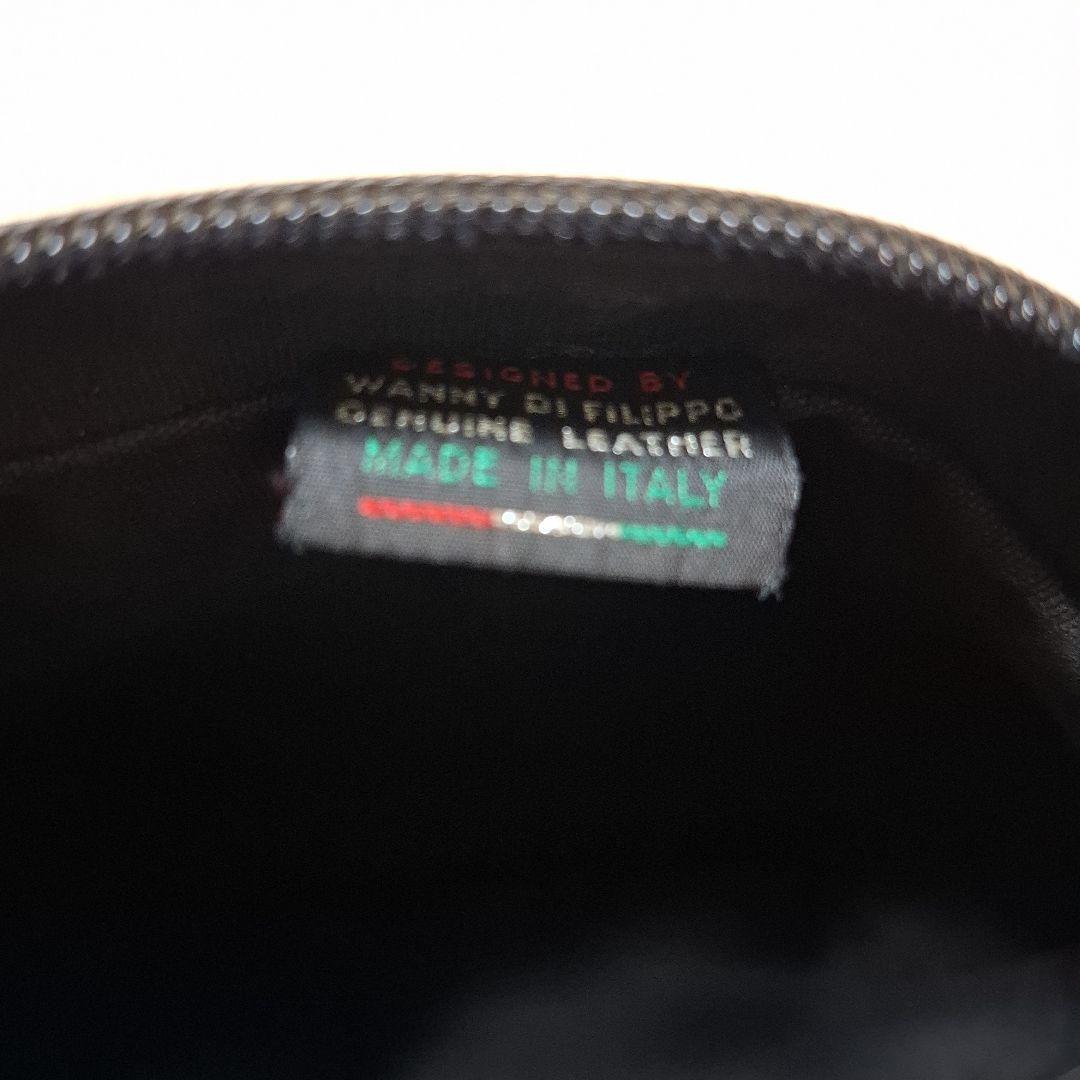 DESIGNED BY
WANNY DI FILIPPO
GENUINE LEATHER
MADE IN ITALY